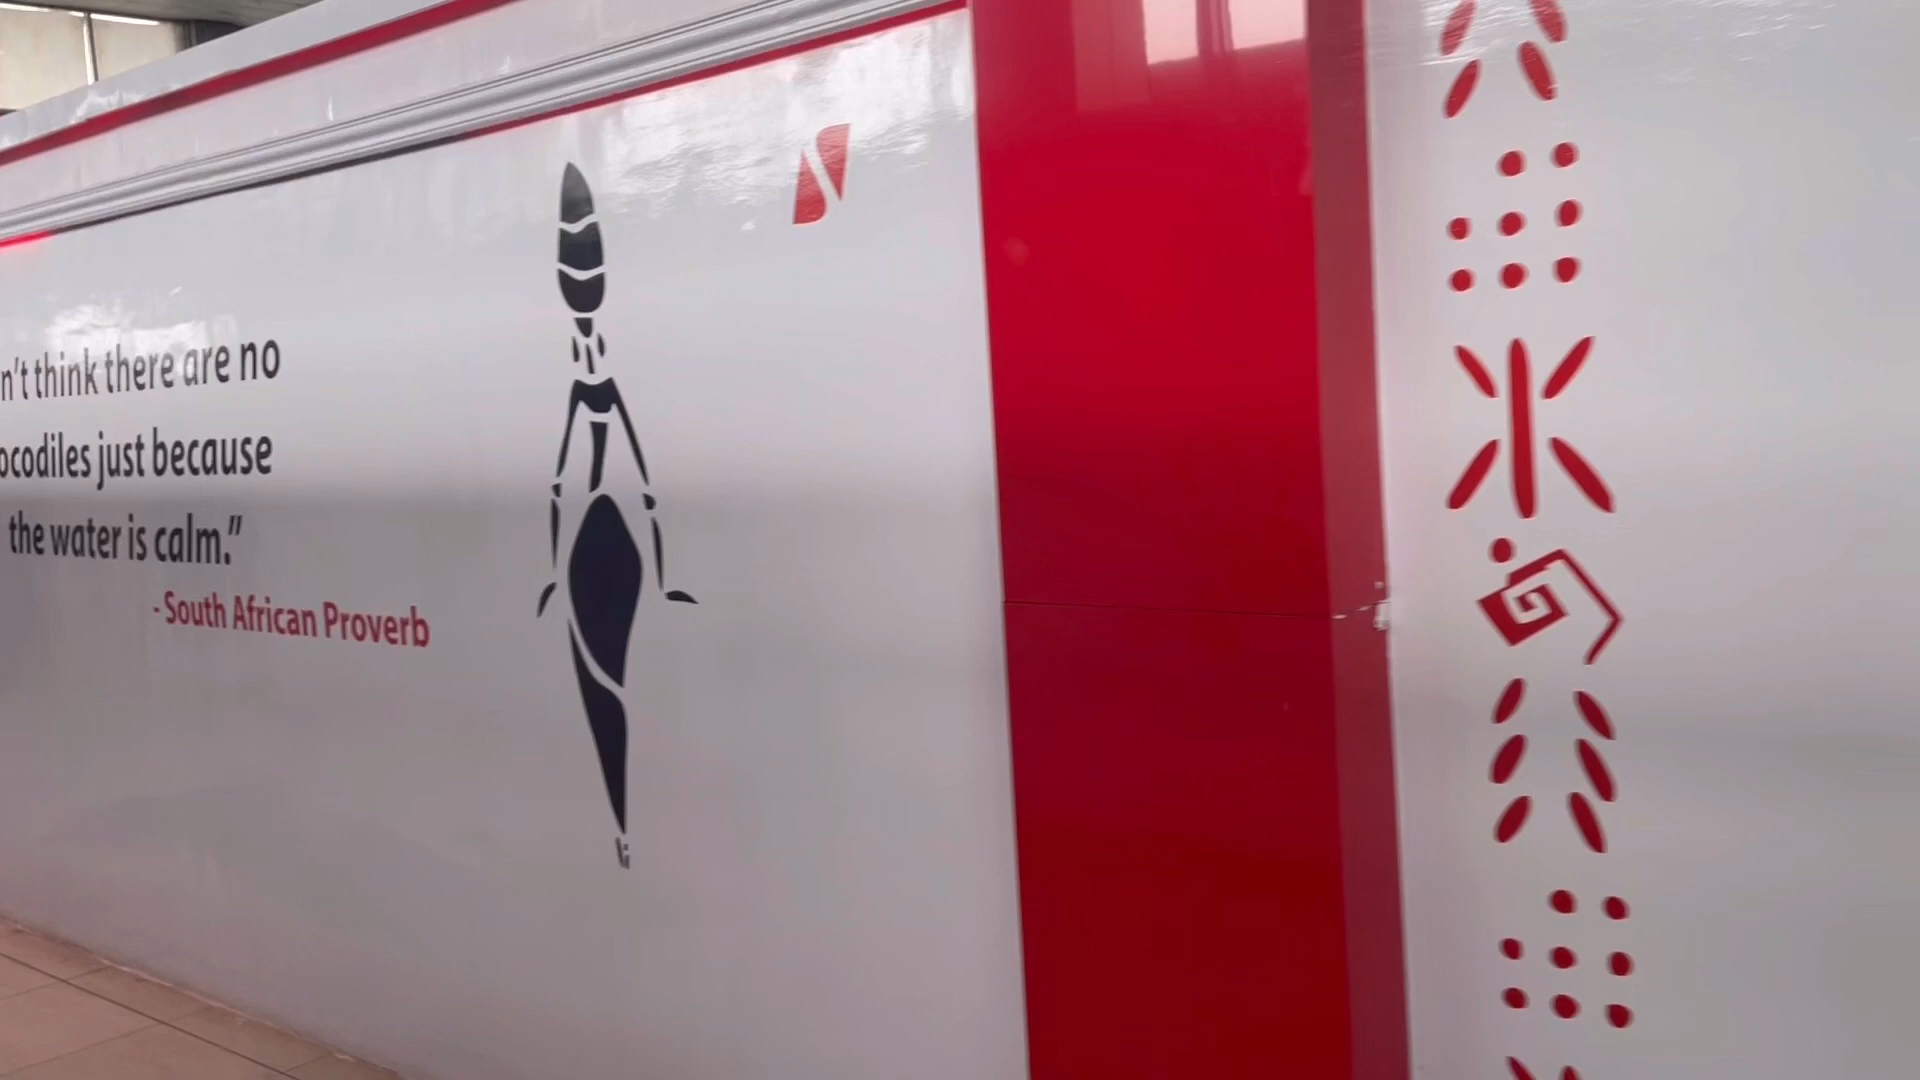 n't think there are no
ocodiles just because
the water is calm."
- South African Proverb